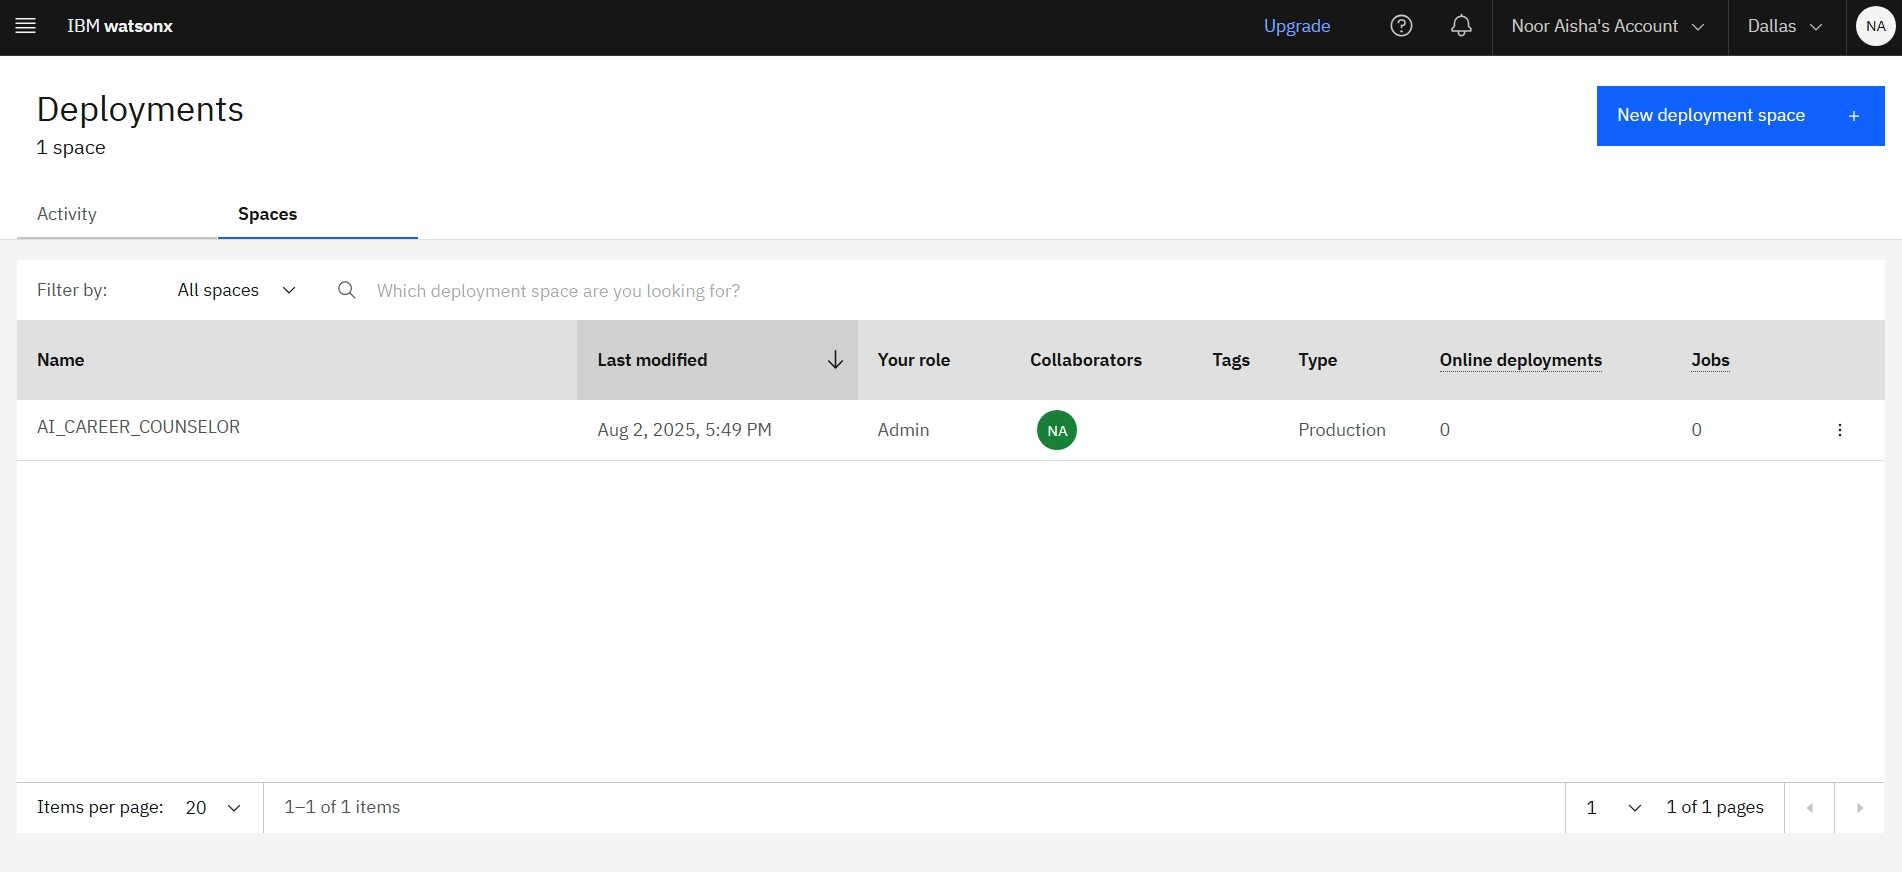 IBM watsonx
Upgrade
Noor Aisha's Account
Dallas
NA
Deployments
1 space
New deployment space +
Activity
Spaces
Filter by:
All spaces
Which deployment space are you looking for?
Name
Last modified
Your role
Collaborators
Tags
Type
Online deployments
Jobs
AI_CAREER_COUNSELOR
Aug 2, 2025, 5:49 PM
Admin
NA
Production
0
0
Items per page: 20
1–1 of 1 items
1
1 of 1 pages